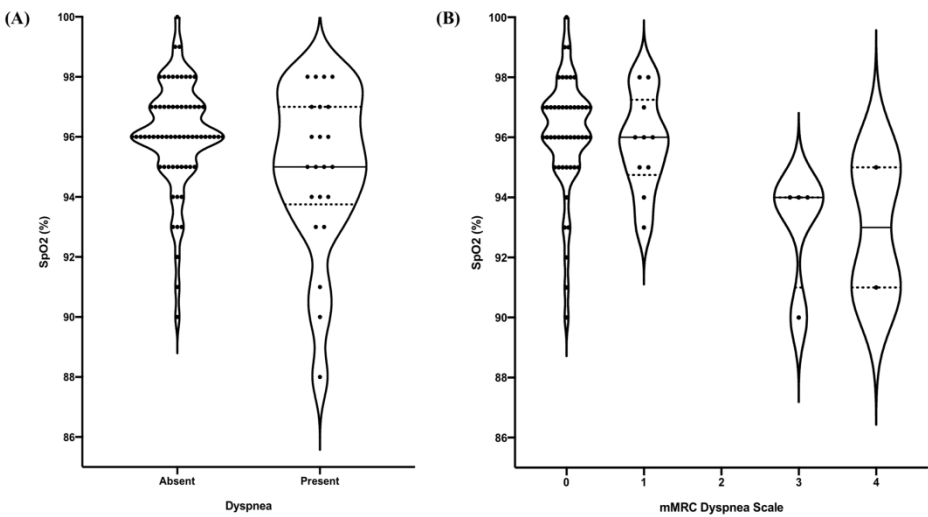 (A)
SpO2 (%)
100
98
96
94
92
90
88
86
Absent
Present
Dyspnea
(B)
SpO2 (%)
100
98
96
94
92
90
88
86
0
1
2
3
4
mMRC Dyspnea Scale